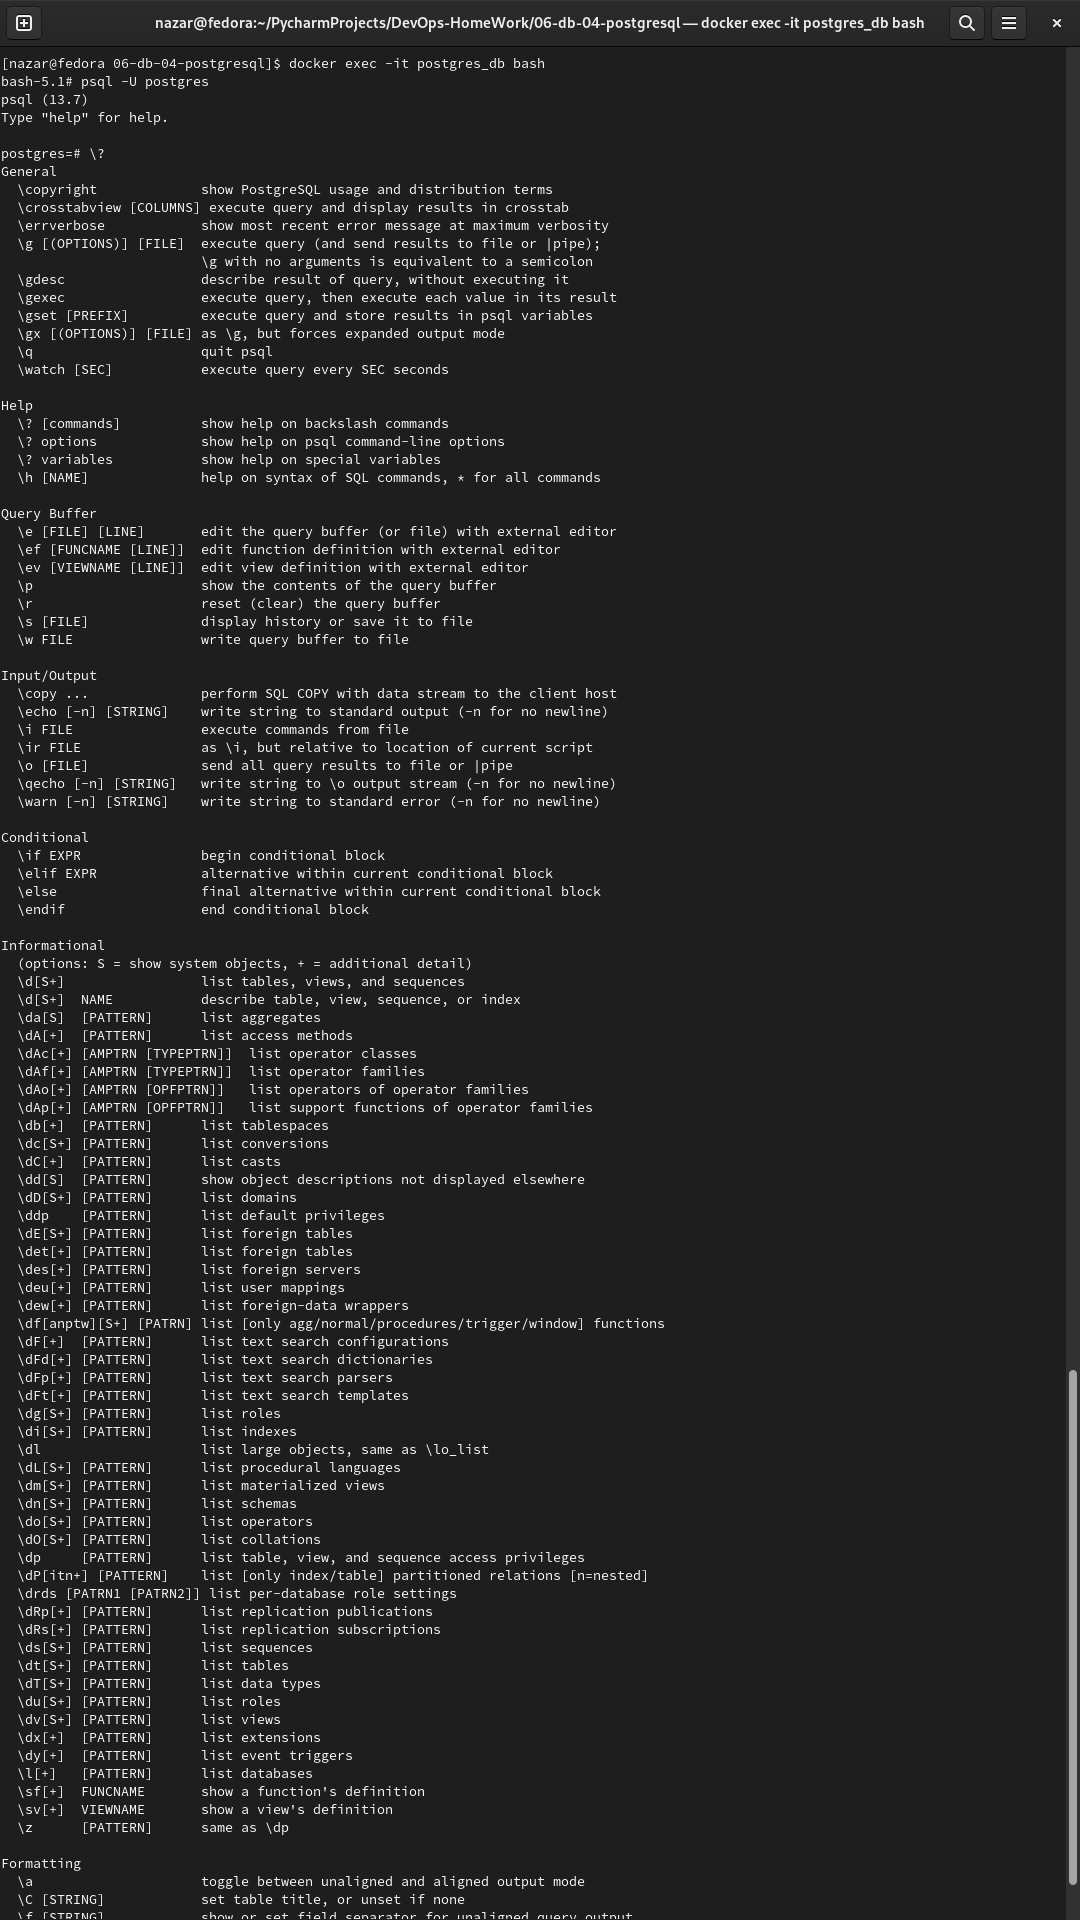 nazar@fedora:~/PycharmProjects/DevOps-HomeWork/06-db-04-postgresql — docker exec -it postgres_db bash
[nazar@fedora 06-db-04-postgresql]$ docker exec -it postgres_db bash
bash-5.1# psql -U postgres
psql (13.7)
Type "help" for help.
postgres=# \?
General
  \copyright             show PostgreSQL usage and distribution terms
  \crosstabview [COLUMNS] execute query and display results in crosstab
  \errverbose            show most recent error message at maximum verbosity
  \g [(OPTIONS)] [FILE]  execute query (and send results to file or |pipe);
                         \g with no arguments is equivalent to a semicolon
  \gdesc                 describe result of query, without executing it
  \gexec                 execute query, then execute each value in its result
  \gset [PREFIX]         execute query and store results in psql variables
  \gx [(OPTIONS)] [FILE] as \g, but forces expanded output mode
  \q                     quit psql
  \watch [SEC]           execute query every SEC seconds
Help
  \? [commands]          show help on backslash commands
  \? options             show help on psql command-line options
  \? variables           show help on special variables
  \h [NAME]              help on syntax of SQL commands, * for all commands
Query Buffer
  \e [FILE] [LINE]       edit the query buffer (or file) with external editor
  \ef [FUNCNAME [LINE]]  edit function definition with external editor
  \ev [VIEWNAME [LINE]]  edit view definition with external editor
  \p                     show the contents of the query buffer
  \r                     reset (clear) the query buffer
  \s [FILE]              display history or save it to file
  \w FILE                write query buffer to file
Input/Output
  \copy ...              perform SQL COPY with data stream to the client host
  \echo [-n] [STRING]    write string to standard output (-n for no newline)
  \i FILE                execute commands from file
  \ir FILE               as \i, but relative to location of current script
  \o [FILE]              send all query results to file or |pipe
  \qecho [-n] [STRING]   write string to \o output stream (-n for no newline)
  \warn [-n] [STRING]    write string to standard error (-n for no newline)
Conditional
  \if EXPR               begin conditional block
  \elif EXPR             alternative within current conditional block
  \else                  final alternative within current conditional block
  \endif                 end conditional block
Informational
  (options: S = show system objects, + = additional detail)
  \d[S+]                 list tables, views, and sequences
  \d[S+]  NAME           describe table, view, sequence, or index
  \da[S]  [PATTERN]      list aggregates
  \dA[+]  [PATTERN]      list access methods
  \dAc[+] [AMPTRN [TYPEPTRN]]  list operator classes
  \dAf[+] [AMPTRN [TYPEPTRN]]  list operator families
  \dAo[+] [AMPTRN [OPFPTRN]]   list operators of operator families
  \dAp[+] [AMPTRN [OPFPTRN]]   list support functions of operator families
  \db[+]  [PATTERN]      list tablespaces
  \dc[S+] [PATTERN]      list conversions
  \dC[+]  [PATTERN]      list casts
  \dd[S]  [PATTERN]      show object descriptions not displayed elsewhere
  \dD[S+] [PATTERN]      list domains
  \ddp    [PATTERN]      list default privileges
  \dE[S+] [PATTERN]      list foreign tables
  \det[+] [PATTERN]      list foreign tables
  \des[+] [PATTERN]      list foreign servers
  \deu[+] [PATTERN]      list user mappings
  \dew[+] [PATTERN]      list foreign-data wrappers
  \df[anptw][S+] [PATRN] list [only agg/normal/procedures/trigger/window] functions
  \dF[+]  [PATTERN]      list text search configurations
  \dFd[+] [PATTERN]      list text search dictionaries
  \dFp[+] [PATTERN]      list text search parsers
  \dFt[+] [PATTERN]      list text search templates
  \dg[S+] [PATTERN]      list roles
  \di[S+] [PATTERN]      list indexes
  \dl                    list large objects, same as \lo_list
  \dL[S+] [PATTERN]      list procedural languages
  \dm[S+] [PATTERN]      list materialized views
  \dn[S+] [PATTERN]      list schemas
  \do[S+] [PATTERN]      list operators
  \dO[S+] [PATTERN]      list collations
  \dp     [PATTERN]      list table, view, and sequence access privileges
  \dP[itn+] [PATTERN]    list [only index/table] partitioned relations [n=nested]
  \drds [PATRN1 [PATRN2]] list per-database role settings
  \dRp[+] [PATTERN]      list replication publications
  \dRs[+] [PATTERN]      list replication subscriptions
  \ds[S+] [PATTERN]      list sequences
  \dt[S+] [PATTERN]      list tables
  \dT[S+] [PATTERN]      list data types
  \du[S+] [PATTERN]      list roles
  \dv[S+] [PATTERN]      list views
  \dx[+]  [PATTERN]      list extensions
  \dy[+]  [PATTERN]      list event triggers
  \l[+]   [PATTERN]      list databases
  \sf[+]  FUNCNAME       show a function's definition
  \sv[+]  VIEWNAME       show a view's definition
  \z      [PATTERN]      same as \dp
Formatting
  \a                     toggle between unaligned and aligned output mode
  \C [STRING]            set table title, or unset if none
  \f [STRING]            show or set field separator for unaligned query output